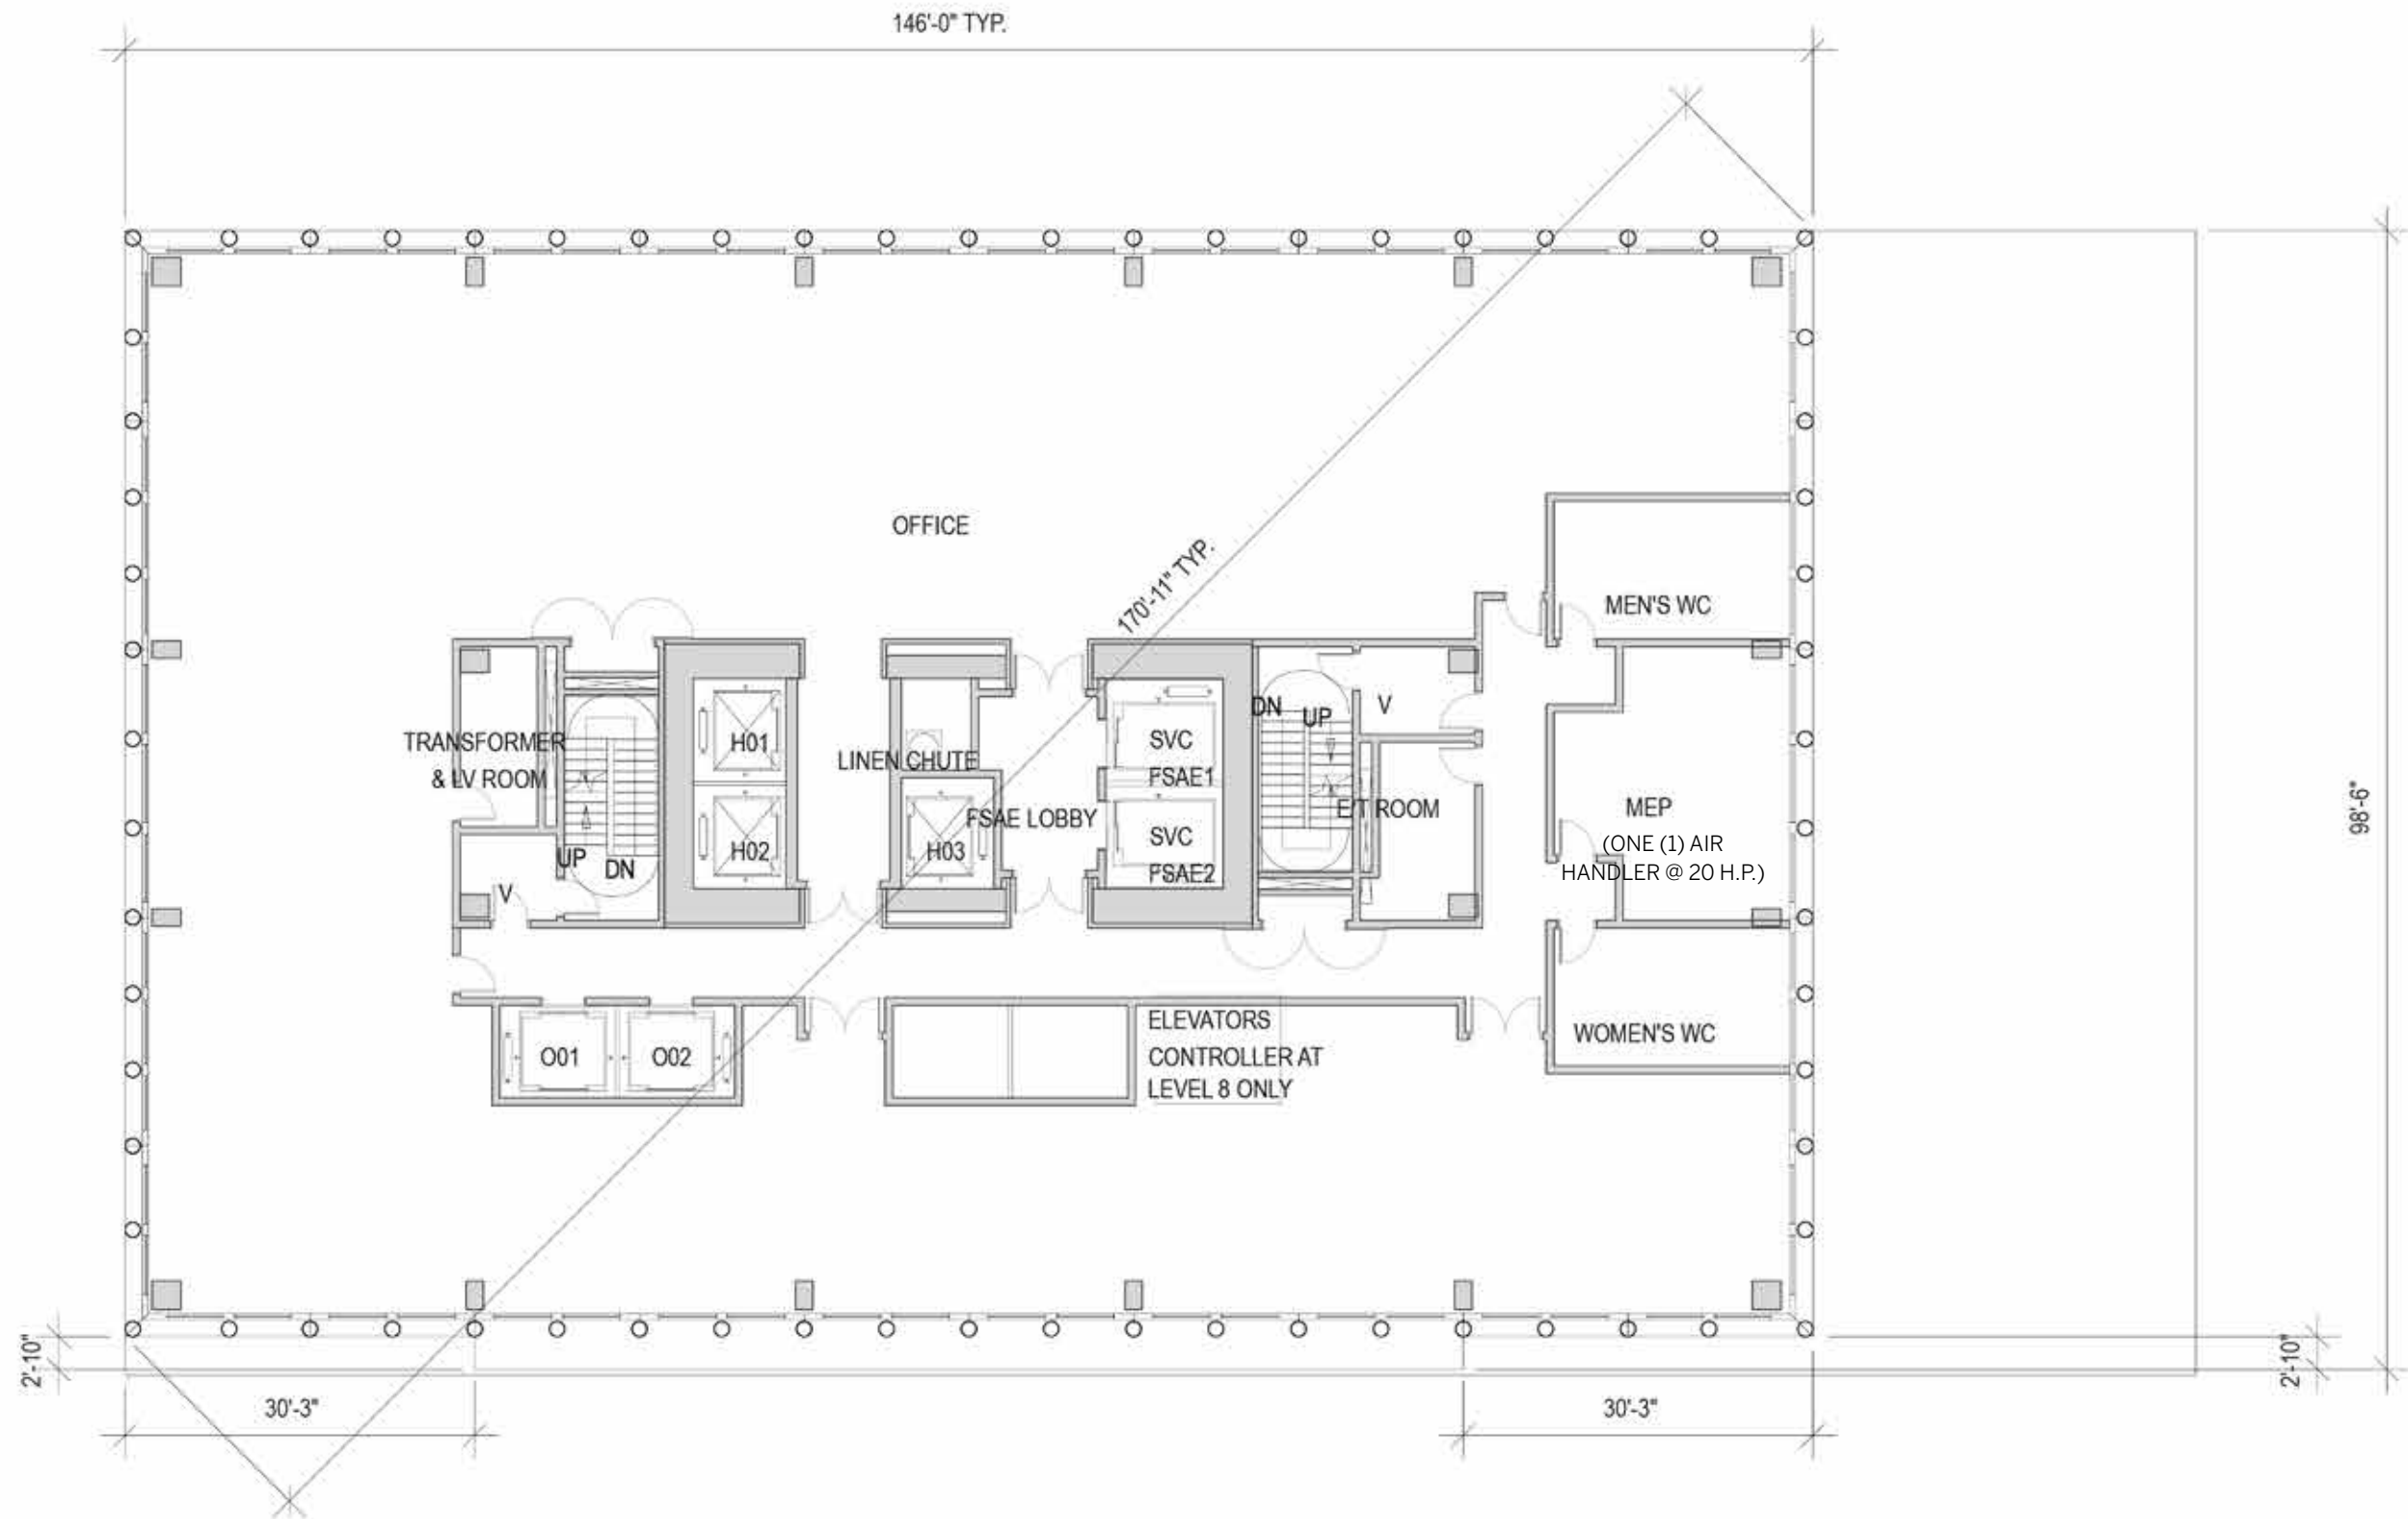 146'-0" TYP.
OFFICE
170'-11" TYP.
MEN'S WC
TRANSFORMER
& LV ROOM
H01
LINEN CHUTE
SVC
FSAE1
DN
UP
V
H02
H03
FSAE LOBBY
SVC
FSAE2
E/T ROOM
MEP
(ONE (1) AIR
HANDLER @ 20 H.P.)
98'-6"
UP
DN
V
O01
O02
ELEVATORS
CONTROLLER AT
LEVEL 8 ONLY
WOMEN'S WC
2'-10"
2'-10"
30'-3"
30'-3"